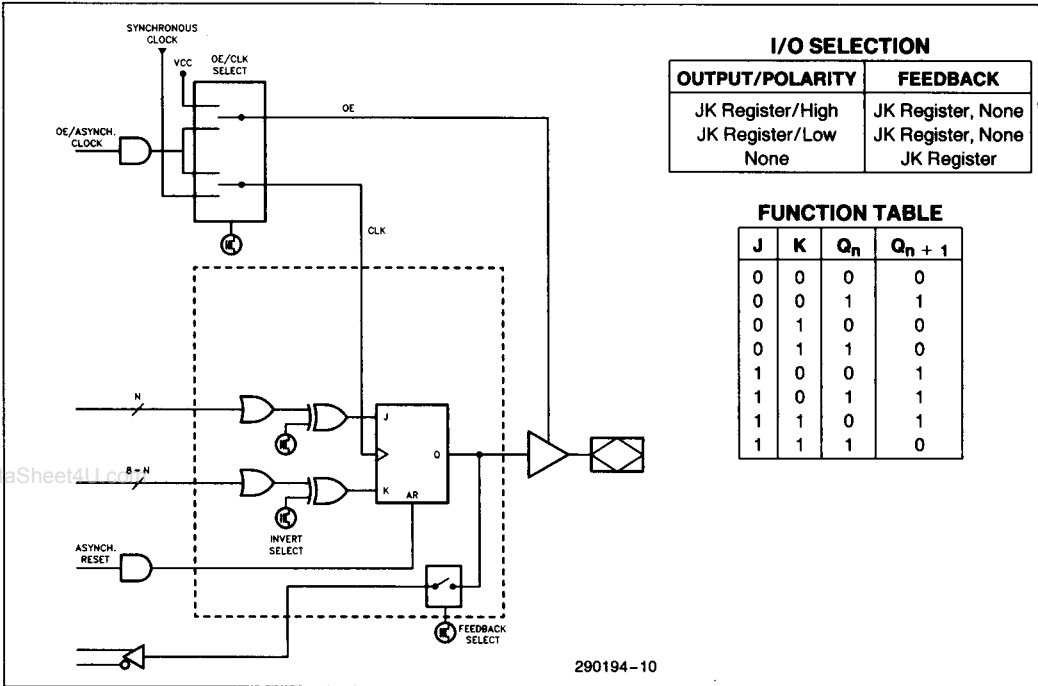 SYNCHRONOUS
CLOCK
VCC
OE/CLK
SELECT
OE
OE/ASYNCH.
CLOCK
CLK
N
J
Q
8-N
K
AR
INVERT
SELECT
ASYNCH.
RESET
FEEDBACK
SELECT
290194-10
I/O SELECTION
OUTPUT/POLARITY FEEDBACK
JK Register/High JK Register, None
JK Register/Low JK Register, None
None JK Register
FUNCTION TABLE
J K Qn Qn + 1
0 0 0 0
0 0 1 1
0 1 0 0
0 1 1 0
1 0 0 1
1 0 1 1
1 1 0 1
1 1 1 0
taSheet4U.com